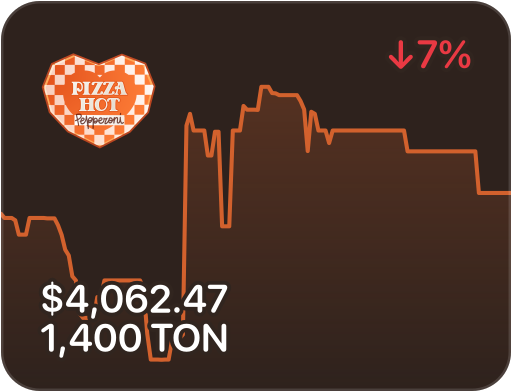 ↓7%
PIZZA
HOT
Pepperoni
$4,062.47
1,400 TON